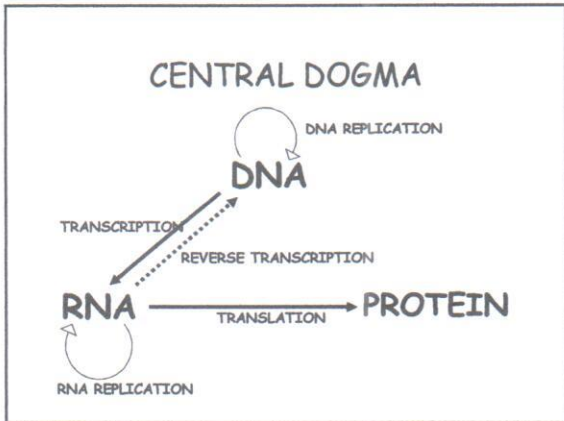 CENTRAL DOGMA
DNA REPLICATION
DNA
TRANSCRIPTION
REVERSE TRANSCRIPTION
RNA
PROTEIN
TRANSLATION
RNA REPLICATION